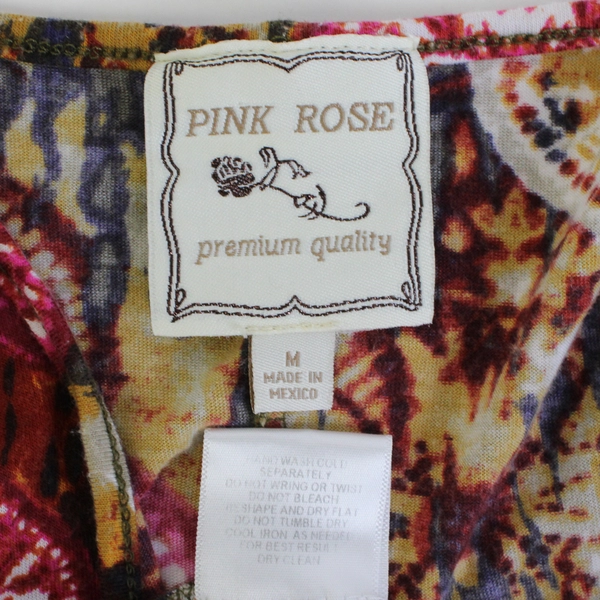 PINK ROSE
premium quality
M
MADE IN
MEXICO
HAND WASH COLD
SEPARATELY
DO NOT WRING OR TWIST
DO NOT BLEACH
RESHAPE AND DRY FLAT
DO NOT TUMBLE DRY
COOL IRON AS NEEDED
FOR BEST RESULT
DRY CLEAN